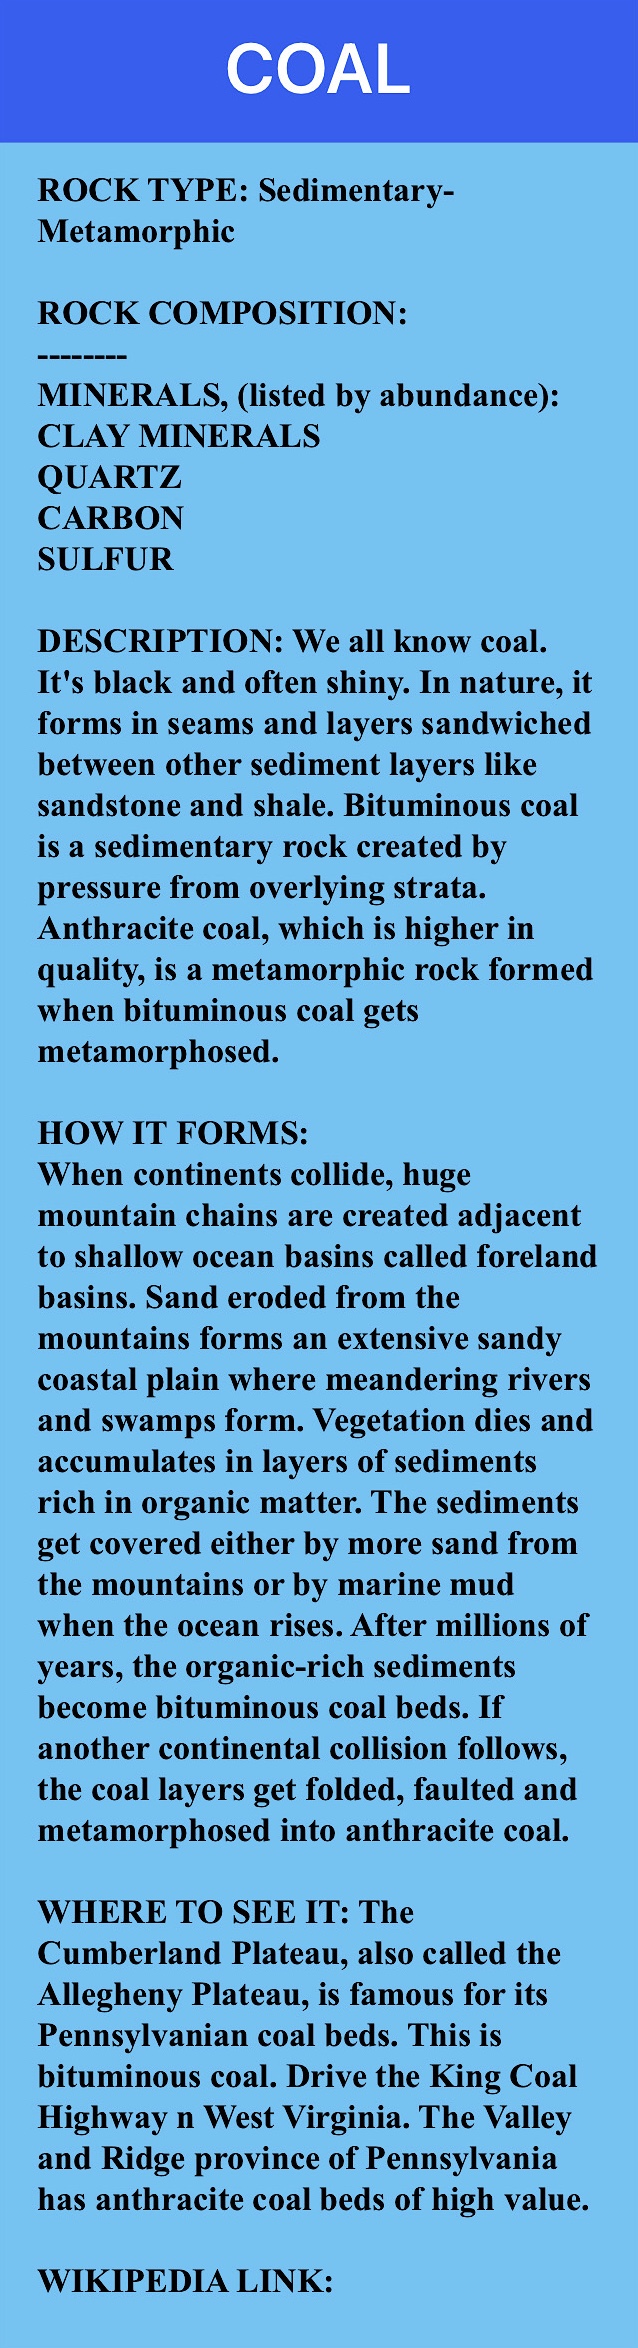 COAL
ROCK TYPE: Sedimentary-
Metamorphic
ROCK COMPOSITION:
--------
MINERALS, (listed by abundance):
CLAY MINERALS
QUARTZ
CARBON
SULFUR
DESCRIPTION: We all know coal.
It's black and often shiny. In nature, it
forms in seams and layers sandwiched
between other sediment layers like
sandstone and shale. Bituminous coal
is a sedimentary rock created by
pressure from overlying strata.
Anthracite coal, which is higher in
quality, is a metamorphic rock formed
when bituminous coal gets
metamorphosed.
HOW IT FORMS:
When continents collide, huge
mountain chains are created adjacent
to shallow ocean basins called foreland
basins. Sand eroded from the
mountains forms an extensive sandy
coastal plain where meandering rivers
and swamps form. Vegetation dies and
accumulates in layers of sediments
rich in organic matter. The sediments
get covered either by more sand from
the mountains or by marine mud
when the ocean rises. After millions of
years, the organic-rich sediments
become bituminous coal beds. If
another continental collision follows,
the coal layers get folded, faulted and
metamorphosed into anthracite coal.
WHERE TO SEE IT: The
Cumberland Plateau, also called the
Allegheny Plateau, is famous for its
Pennsylvanian coal beds. This is
bituminous coal. Drive the King Coal
Highway n West Virginia. The Valley
and Ridge province of Pennsylvania
has anthracite coal beds of high value.
WIKIPEDIA LINK: